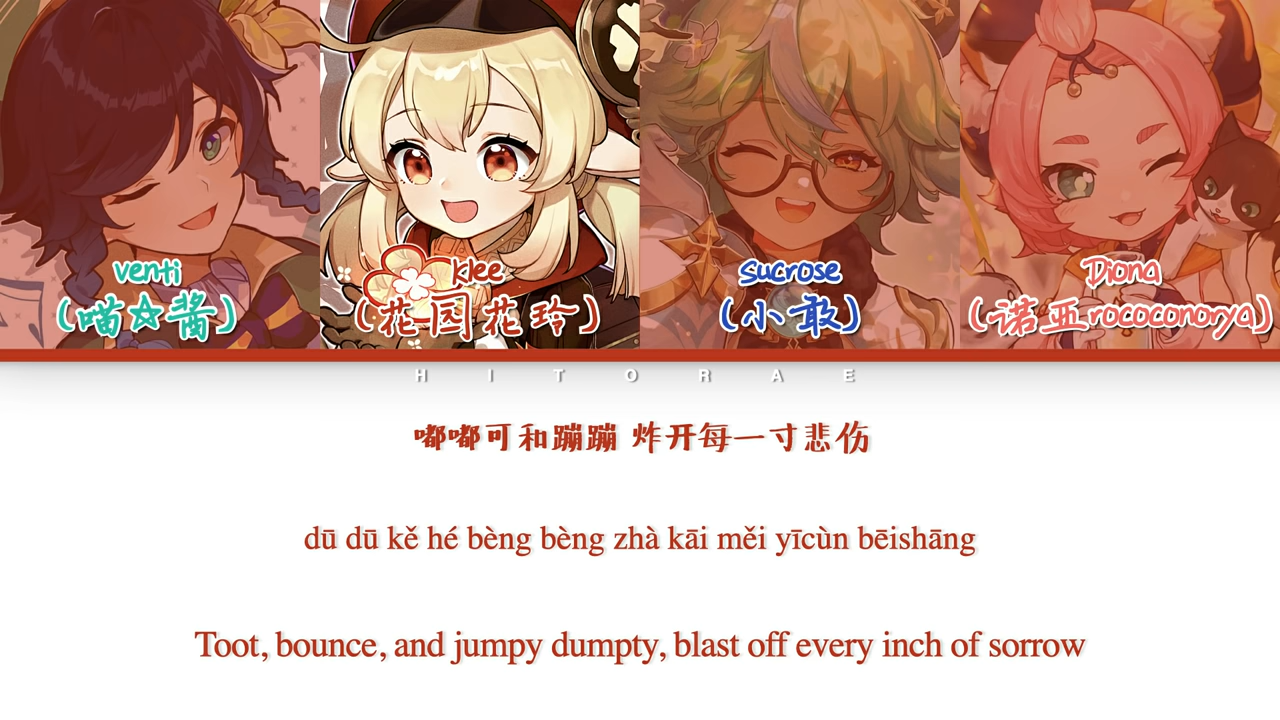 venti
(喵☆酱)
klee
(花园花玲)
sucrose
(小敢)
Diona
(诺亚rococonorya)
HITORAE
嘟嘟可和蹦蹦 炸开每一寸悲伤
dū dū kě hé bèng bèng zhà kāi měi yīcùn bēishāng
Toot, bounce, and jumpy dumpty, blast off every inch of sorrow